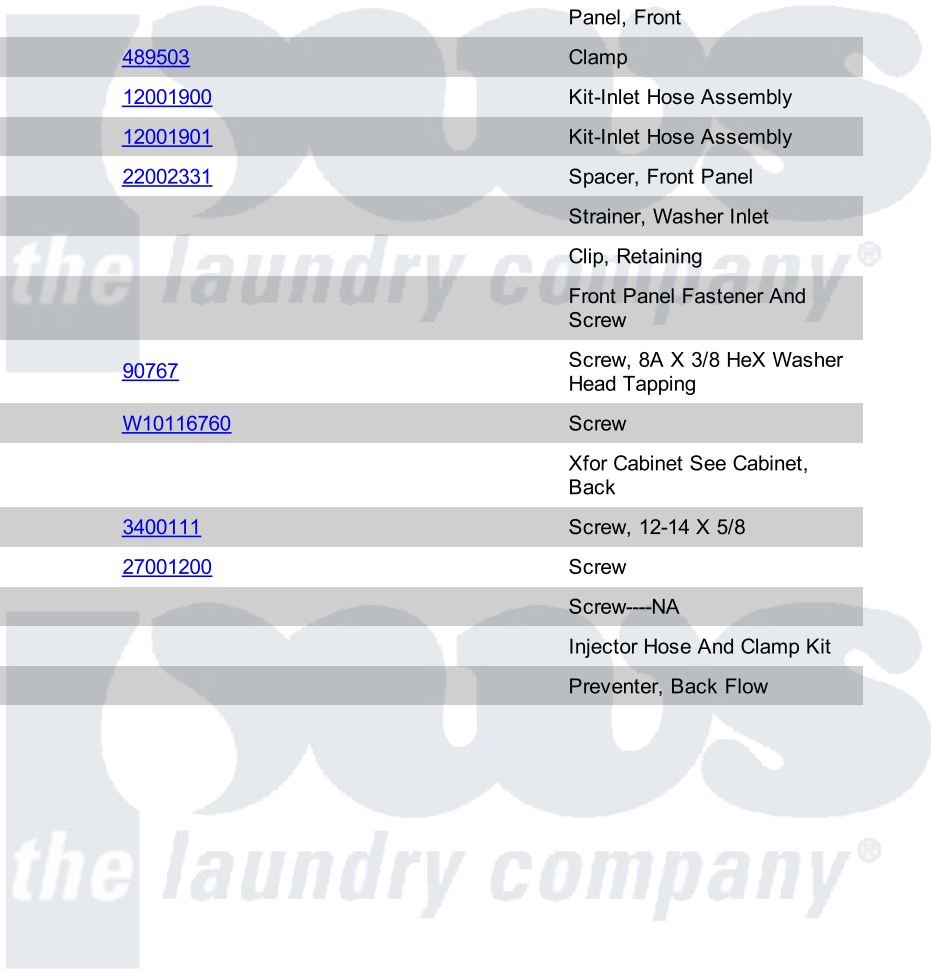 Panel, Front
489503 Clamp
12001900 Kit-Inlet Hose Assembly
12001901 Kit-Inlet Hose Assembly
22002331 Spacer, Front Panel
Strainer, Washer Inlet
the laundry company®
Clip, Retaining
Front Panel Fastener And
Screw
90767 Screw, 8A X 3/8 HeX Washer
Head Tapping
W10116760 Screw
Xfor Cabinet See Cabinet,
Back
3400111 Screw, 12-14 X 5/8
27001200 Screw
Screw----NA
Injector Hose And Clamp Kit
Preventer, Back Flow
the laundry company®